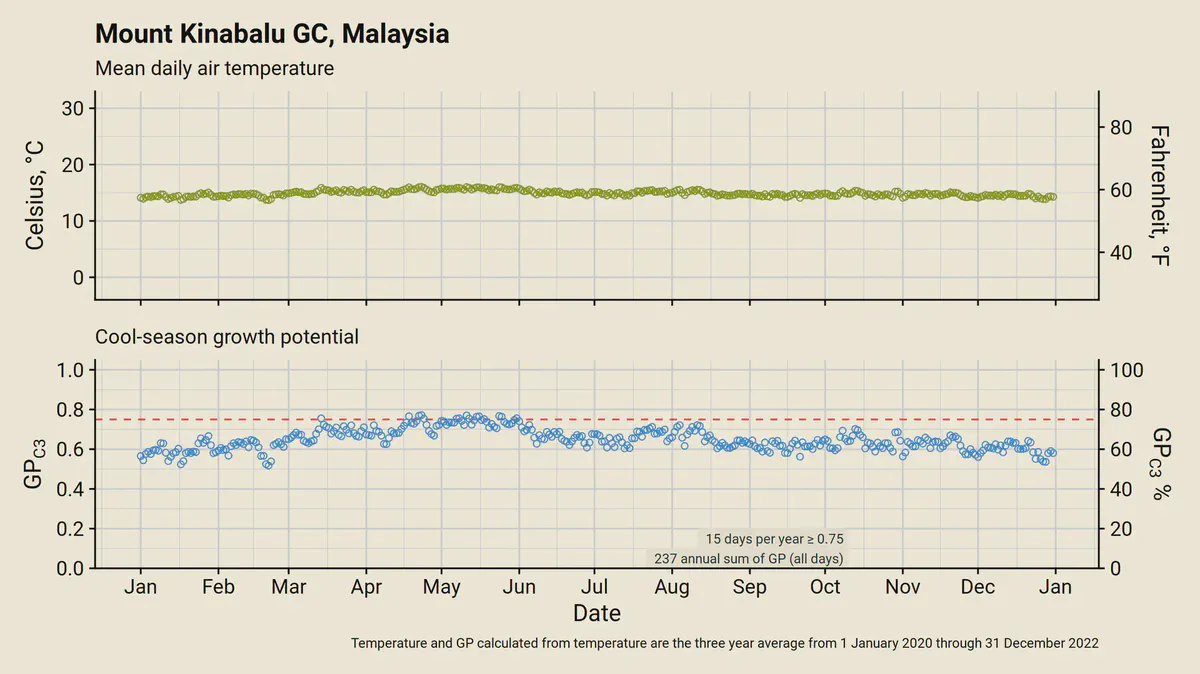 Mount Kinabalu GC, Malaysia
Mean daily air temperature
30
20
10
0
Celsius, °C
80
60
40
Fahrenheit, °F
Cool-season growth potential
1.0
0.8
0.6
0.4
0.2
0.0
GPC3
100
80
60
40
20
0
GPC3 %
15 days per year ≥ 0.75
237 annual sum of GP (all days)
Jan Feb Mar Apr May Jun Jul Aug Sep Oct Nov Dec Jan
Date
Temperature and GP calculated from temperature are the three year average from 1 January 2020 through 31 December 2022